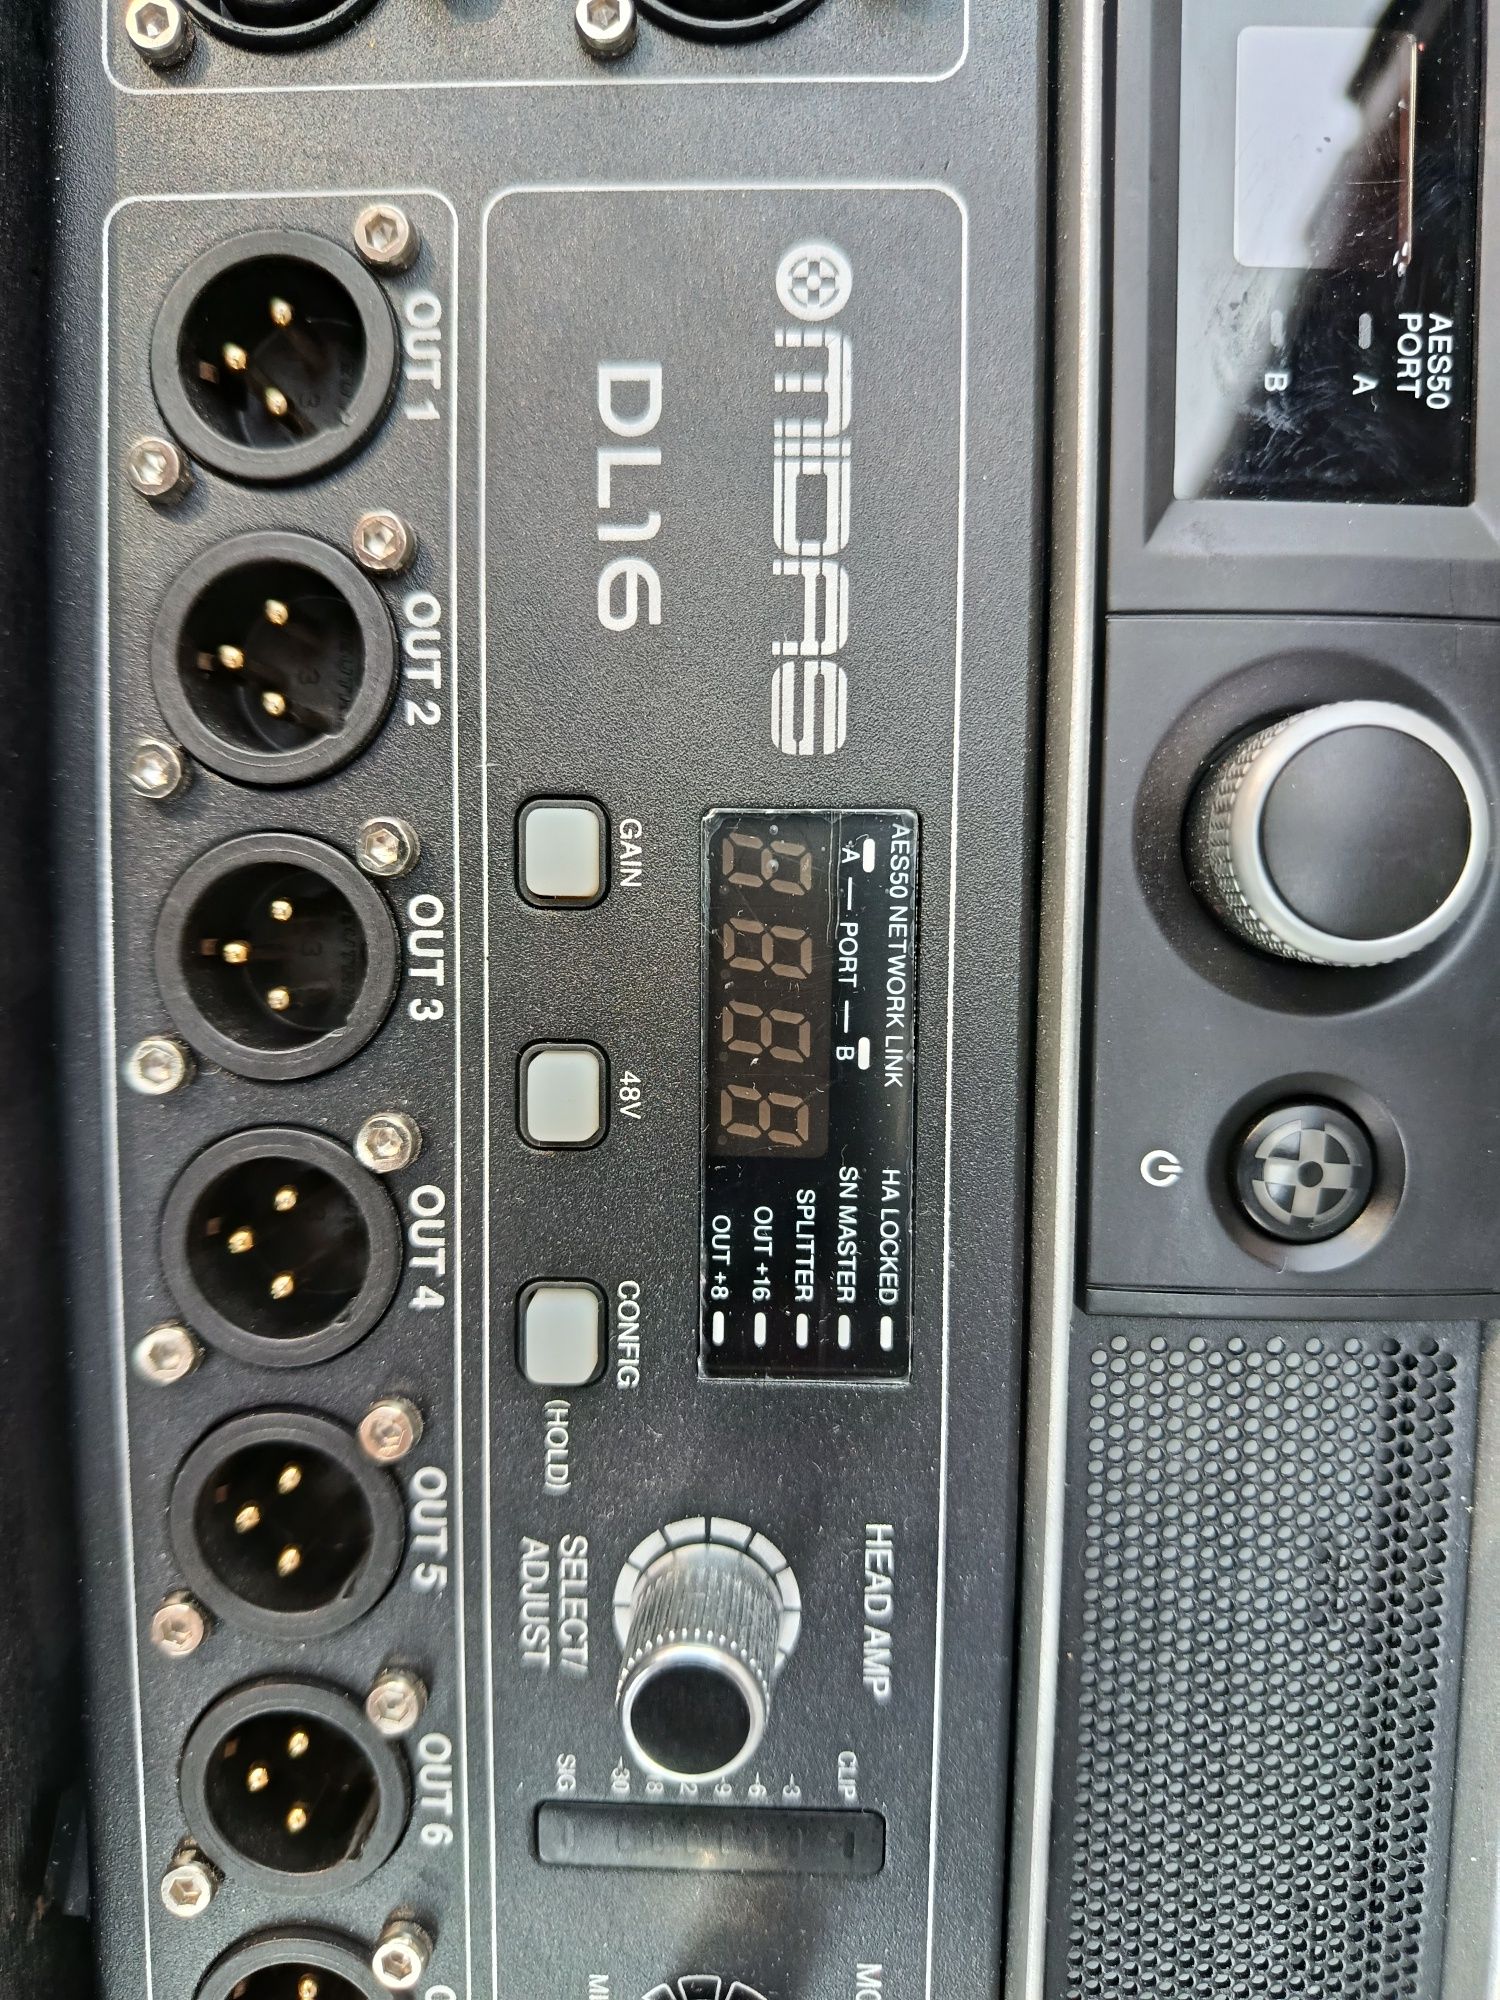 AES50
PORT
A
B
MIDAS
DL16
AES50 NETWORK LINK
A — PORT — B
HA LOCKED
SN MASTER
SPLITTER
OUT +16
OUT +8
GAIN
48V
CONFIG
(HOLD)
HEAD AMP
SELECT/
ADJUST
CLIP
-3
-6
-9
-30
SIG
OUT 1
OUT 2
OUT 3
OUT 4
OUT 5
OUT 6